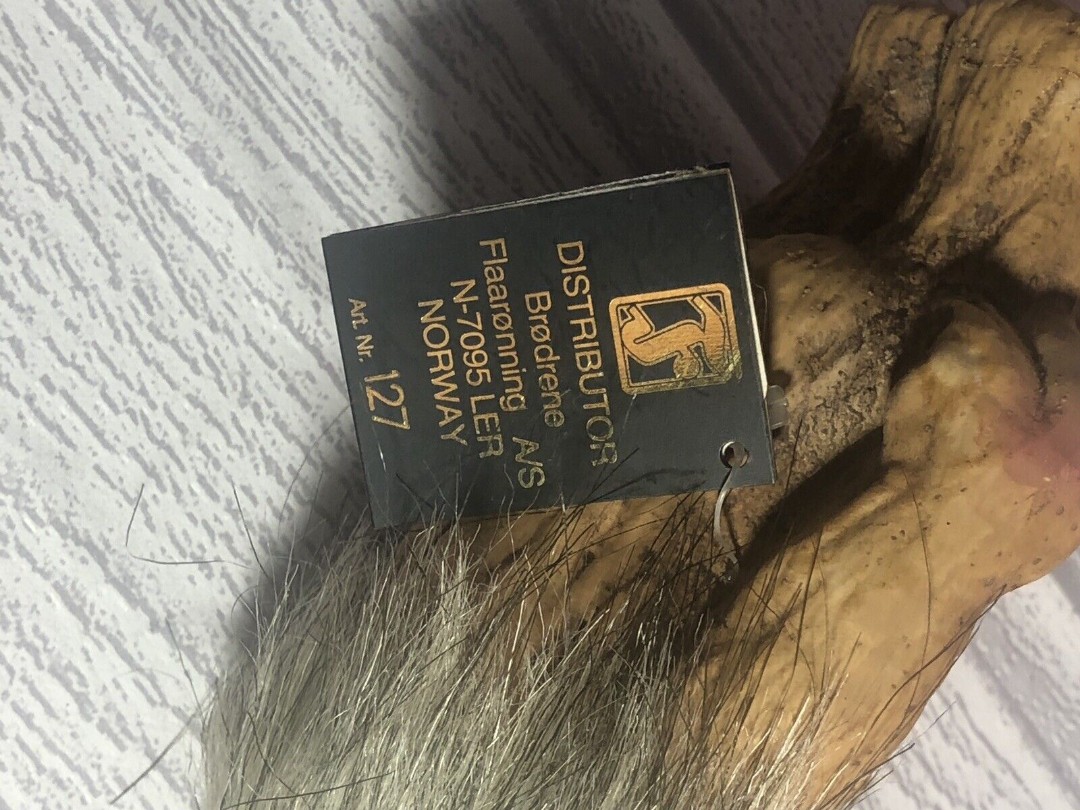 DISTRIBUTOR
Brødrene A/S
Flaarønning
N-7095 LER
NORWAY
Art. Nr. 127